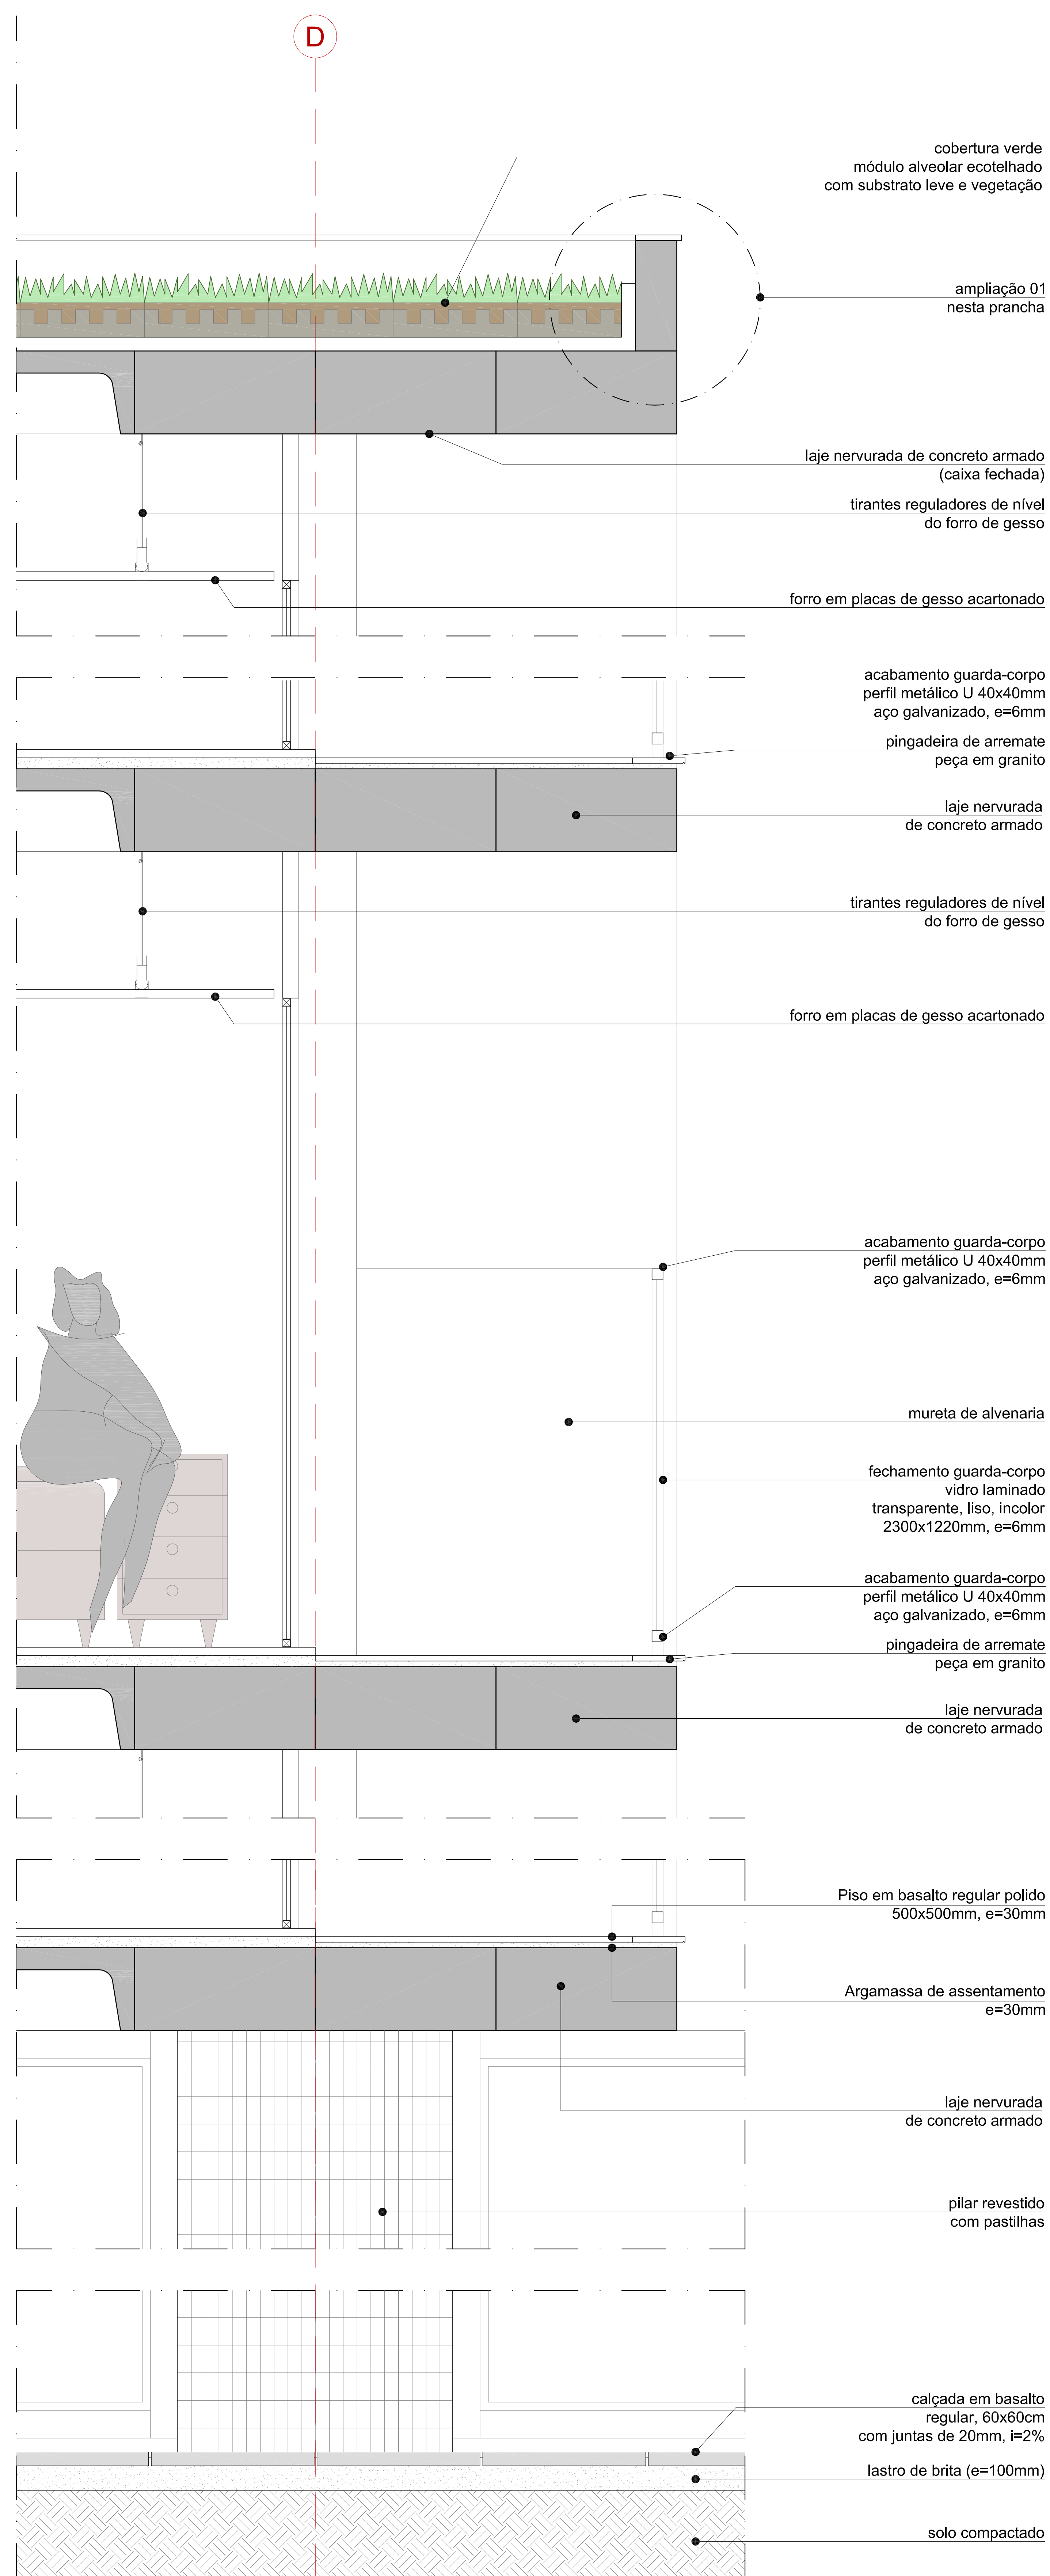 D
cobertura verde
módulo alveolar ecotelhado
com substrato leve e vegetação
ampliação 01
nesta prancha
laje nervurada de concreto armado
(caixa fechada)
tirantes reguladores de nível
do forro de gesso
forro em placas de gesso acartonado
acabamento guarda-corpo
perfil metálico U 40x40mm
aço galvanizado, e=6mm
pingadeira de arremate
peça em granito
laje nervurada
de concreto armado
tirantes reguladores de nível
do forro de gesso
forro em placas de gesso acartonado
acabamento guarda-corpo
perfil metálico U 40x40mm
aço galvanizado, e=6mm
mureta de alvenaria
fechamento guarda-corpo
vidro laminado
transparente, liso, incolor
2300x1220mm, e=6mm
acabamento guarda-corpo
perfil metálico U 40x40mm
aço galvanizado, e=6mm
pingadeira de arremate
peça em granito
laje nervurada
de concreto armado
Piso em basalto regular polido
500x500mm, e=30mm
Argamassa de assentamento
e=30mm
laje nervurada
de concreto armado
pilar revestido
com pastilhas
calçada em basalto
regular, 60x60cm
com juntas de 20mm, i=2%
lastro de brita (e=100mm)
solo compactado